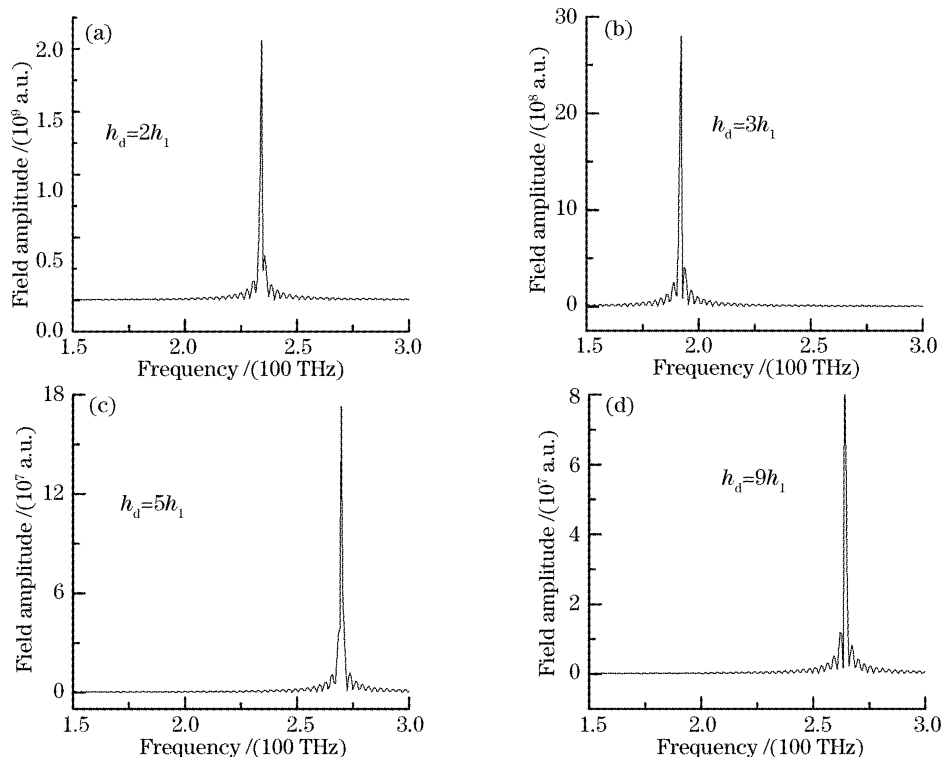 (a)
h_d=2h_1
Field amplitude /(10⁹ a.u.)
2.0
1.5
1.0
0.5
0.0
1.5 2.0 2.5 3.0
Frequency /(100 THz)
(b)
h_d=3h_1
Field amplitude /(10⁸ a.u.)
30
20
10
0
1.5 2.0 2.5 3.0
Frequency /(100 THz)
(c)
h_d=5h_1
Field amplitude /(10⁷ a.u.)
18
12
6
0
1.5 2.0 2.5 3.0
Frequency /(100 THz)
(d)
h_d=9h_1
Field amplitude /(10⁷ a.u.)
8
6
4
2
0
1.5 2.0 2.5 3.0
Frequency /(100 THz)